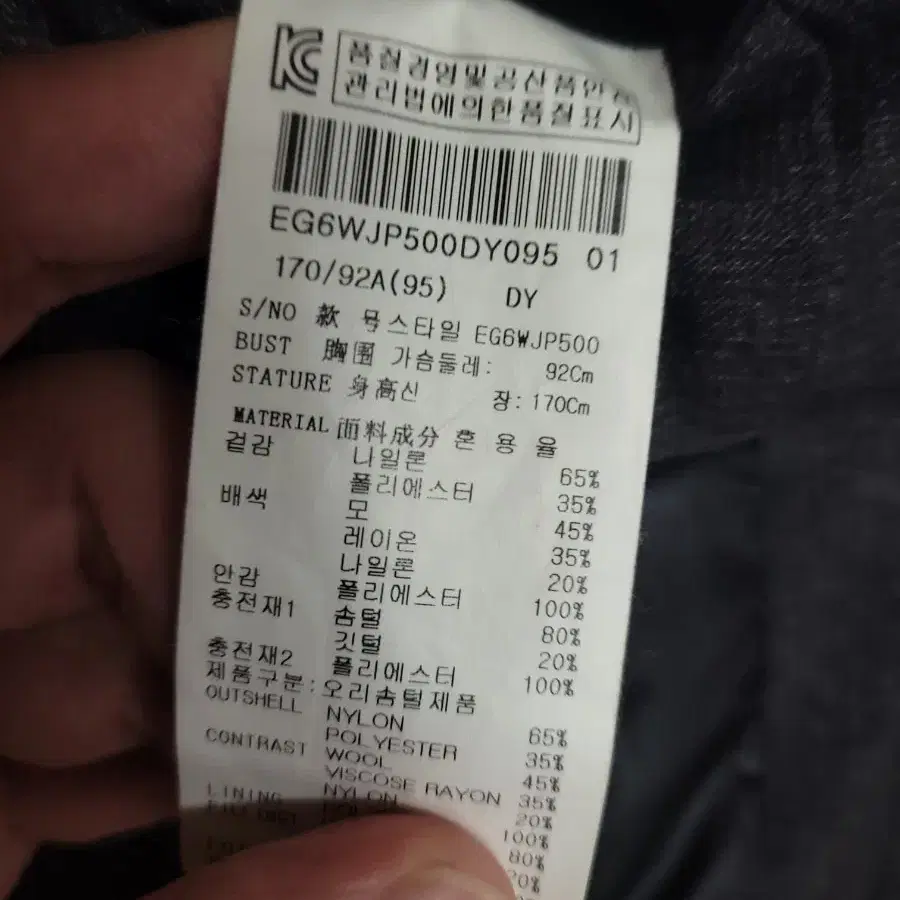 KC 품질경영및공산품안전
관리법에의한품질표시
EG6WJP500DY095 01
170/92A(95) DY
S/NO 款 号스타일 EG6WJP500
BUST 胸围 가슴둘레: 92Cm
STATURE 身高신 장: 170Cm
MATERIAL 面料成分 혼 용 율
겉감 나일론 65%
폴리에스터 35%
배색 모 45%
레이온 35%
나일론 20%
안감 폴리에스터 100%
충전재1 솜털 80%
깃털 20%
충전재2 폴리에스터 100%
제품구분: 오리솜털제품
OUTSHELL NYLON 65%
POLYESTER 35%
CONTRAST WOOL 45%
VISCOSE RAYON 35%
NYLON 20%
LINING 100%
80%
20%